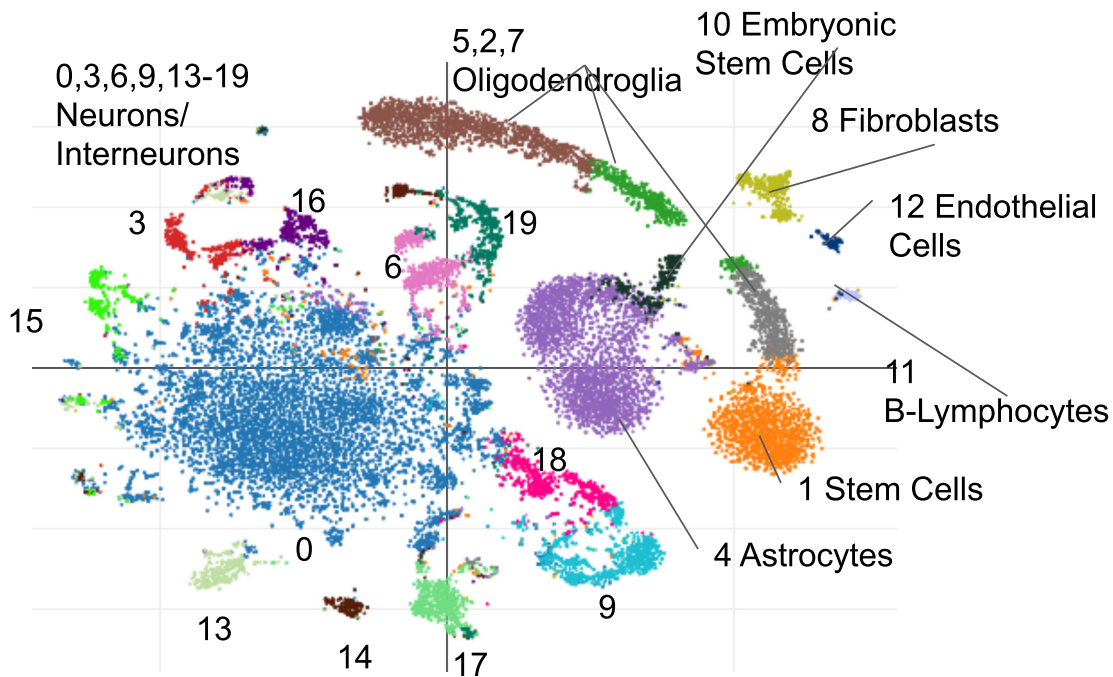 10 Embryonic
Stem Cells
5,2,7
Oligodendroglia
0,3,6,9,13-19
Neurons/
Interneurons
8 Fibroblasts
16
3
19
12 Endothelial
Cells
6
15
11
B-Lymphocytes
18
1 Stem Cells
0
4 Astrocytes
9
13
14
17